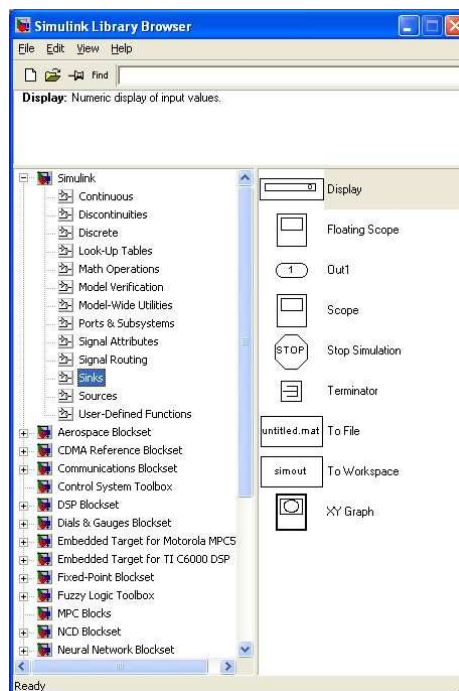 Simulink Library Browser
File Edit View Help
find
Display: Numeric display of input values.
Simulink
Continuous
Discontinuities
Discrete
Look-Up Tables
Math Operations
Model Verification
Model-Wide Utilities
Ports & Subsystems
Signal Attributes
Signal Routing
Sinks
Sources
User-Defined Functions
Aerospace Blockset
CDMA Reference Blockset
Communications Blockset
Control System Toolbox
DSP Blockset
Dials & Gauges Blockset
Embedded Target for Motorola MPC5
Embedded Target for TI C6000 DSP
Fixed-Point Blockset
Fuzzy Logic Toolbox
MPC Blocks
NCD Blockset
Neural Network Blockset
Display
Floating Scope
1 Out1
Scope
STOP Stop Simulation
Terminator
untitled.mat To File
simout To Workspace
XY Graph
Ready